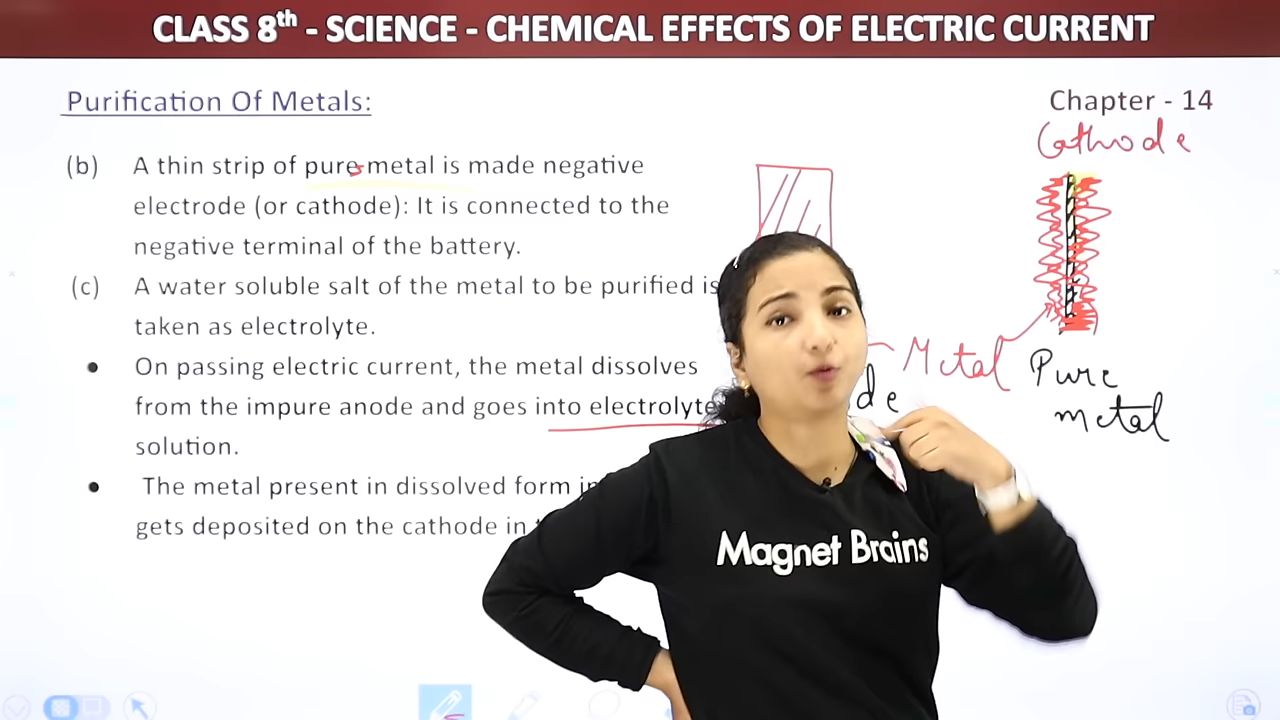 CLASS 8th - SCIENCE - CHEMICAL EFFECTS OF ELECTRIC CURRENT
Purification Of Metals:
Chapter - 14
Cathode
(b) A thin strip of pure metal is made negative
electrode (or cathode): It is connected to the
negative terminal of the battery.
(c) A water soluble salt of the metal to be purified is
taken as electrolyte.
• On passing electric current, the metal dissolves
from the impure anode and goes into electrolyte
solution.
• The metal present in dissolved form in
gets deposited on the cathode in
Metal
de
Pure
metal
Magnet Brains